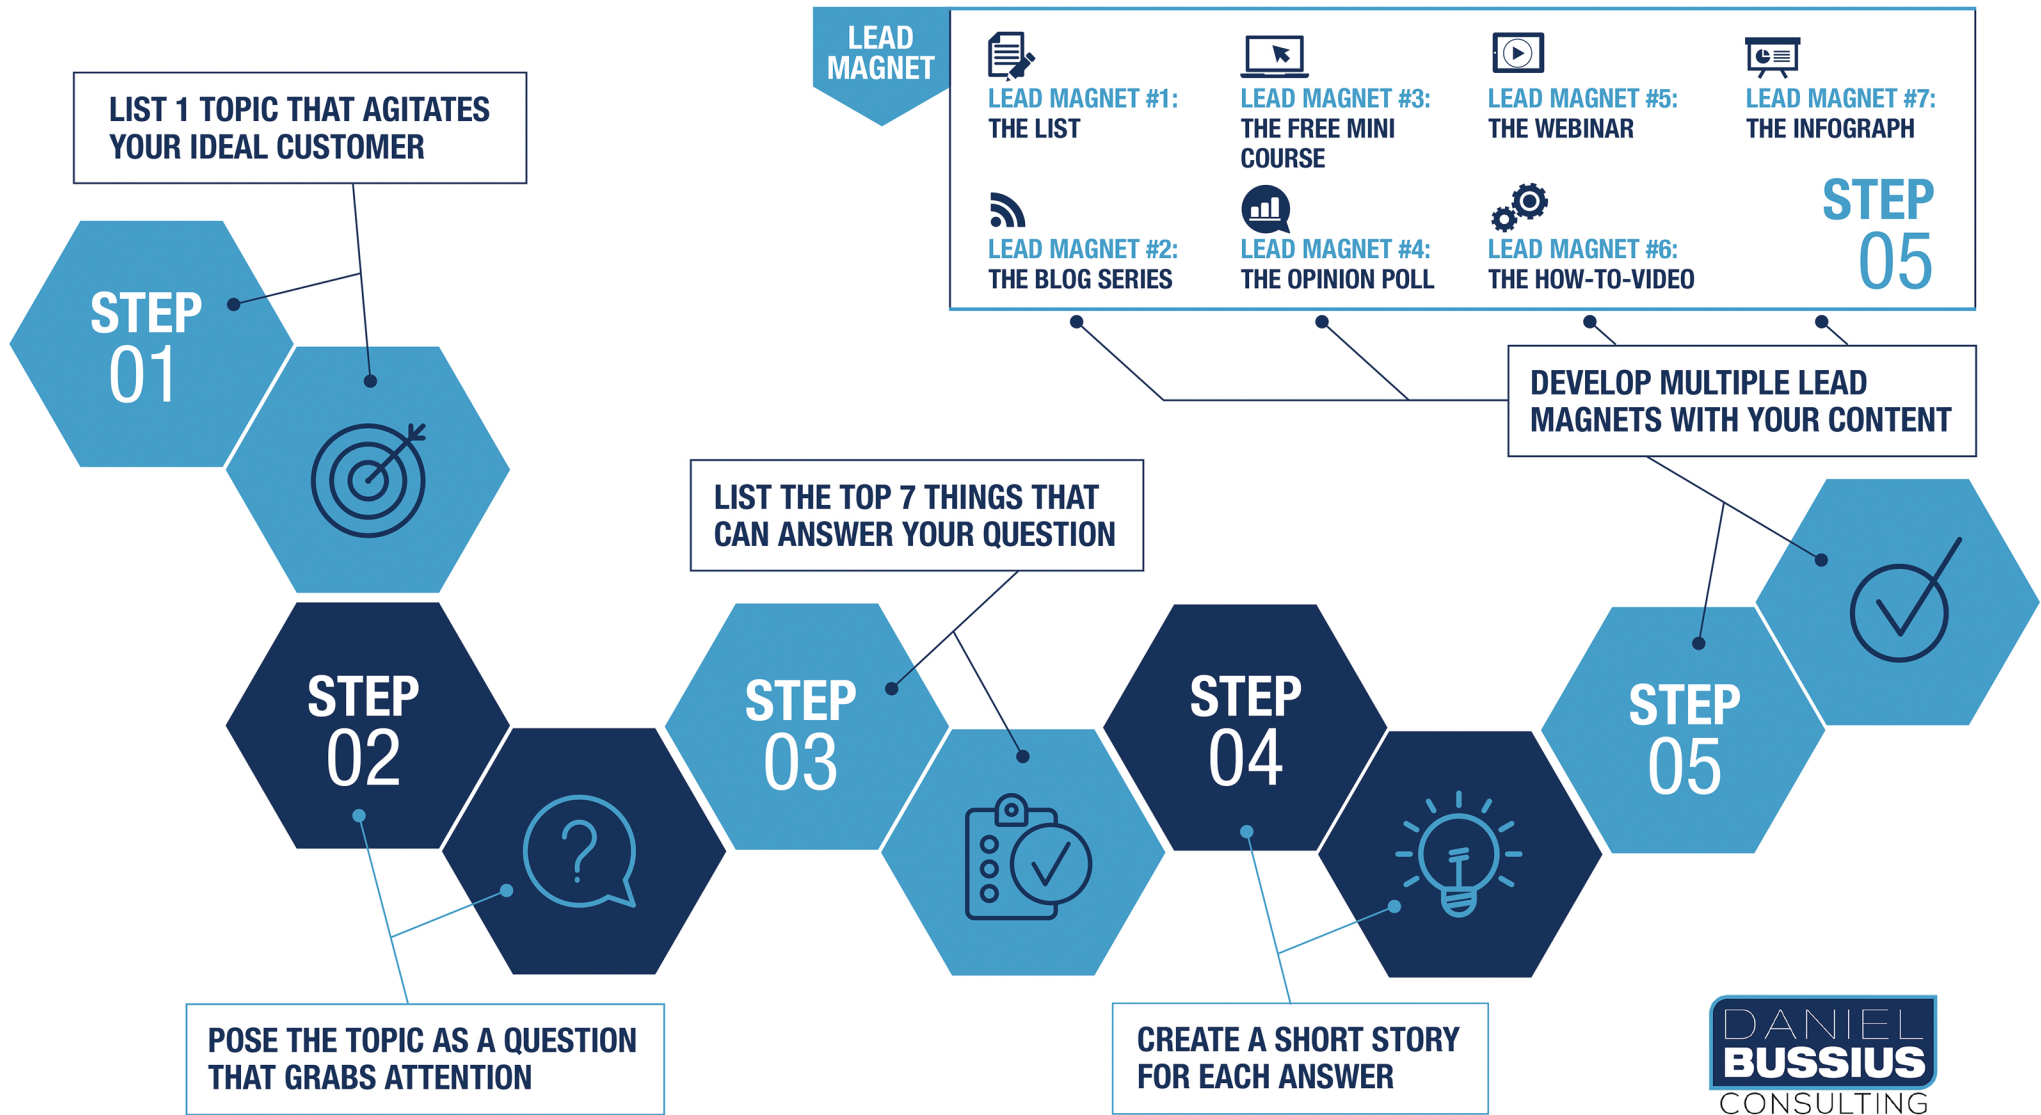 LIST 1 TOPIC THAT AGITATES
YOUR IDEAL CUSTOMER
STEP
01
STEP
02
POSE THE TOPIC AS A QUESTION
THAT GRABS ATTENTION
LIST THE TOP 7 THINGS THAT
CAN ANSWER YOUR QUESTION
STEP
03
STEP
04
CREATE A SHORT STORY
FOR EACH ANSWER
STEP
05
DEVELOP MULTIPLE LEAD
MAGNETS WITH YOUR CONTENT
LEAD
MAGNET
LEAD MAGNET #1:
THE LIST
LEAD MAGNET #2:
THE BLOG SERIES
LEAD MAGNET #3:
THE FREE MINI
COURSE
LEAD MAGNET #4:
THE OPINION POLL
LEAD MAGNET #5:
THE WEBINAR
LEAD MAGNET #6:
THE HOW-TO-VIDEO
LEAD MAGNET #7:
THE INFOGRAPH
STEP
05
DANIEL
BUSSIUS
CONSULTING